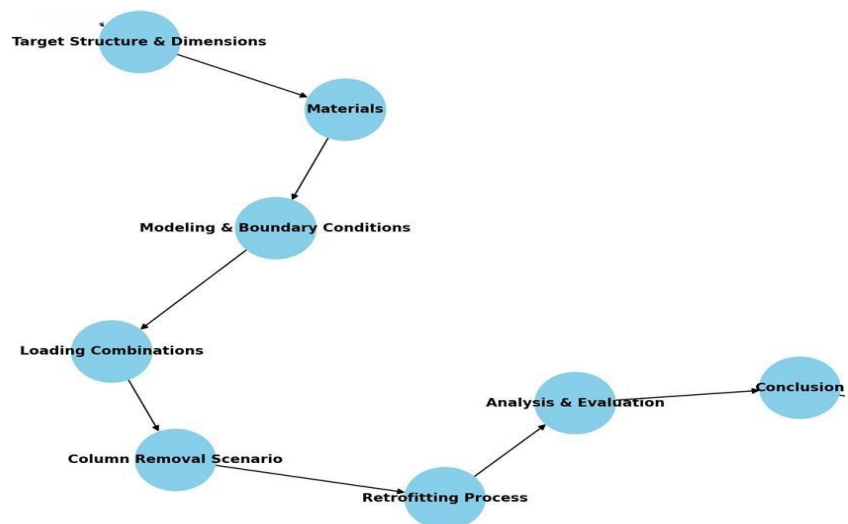 Target Structure & Dimensions
Materials
Modeling & Boundary Conditions
Loading Combinations
Column Removal Scenario
Retrofitting Process
Analysis & Evaluation
Conclusion